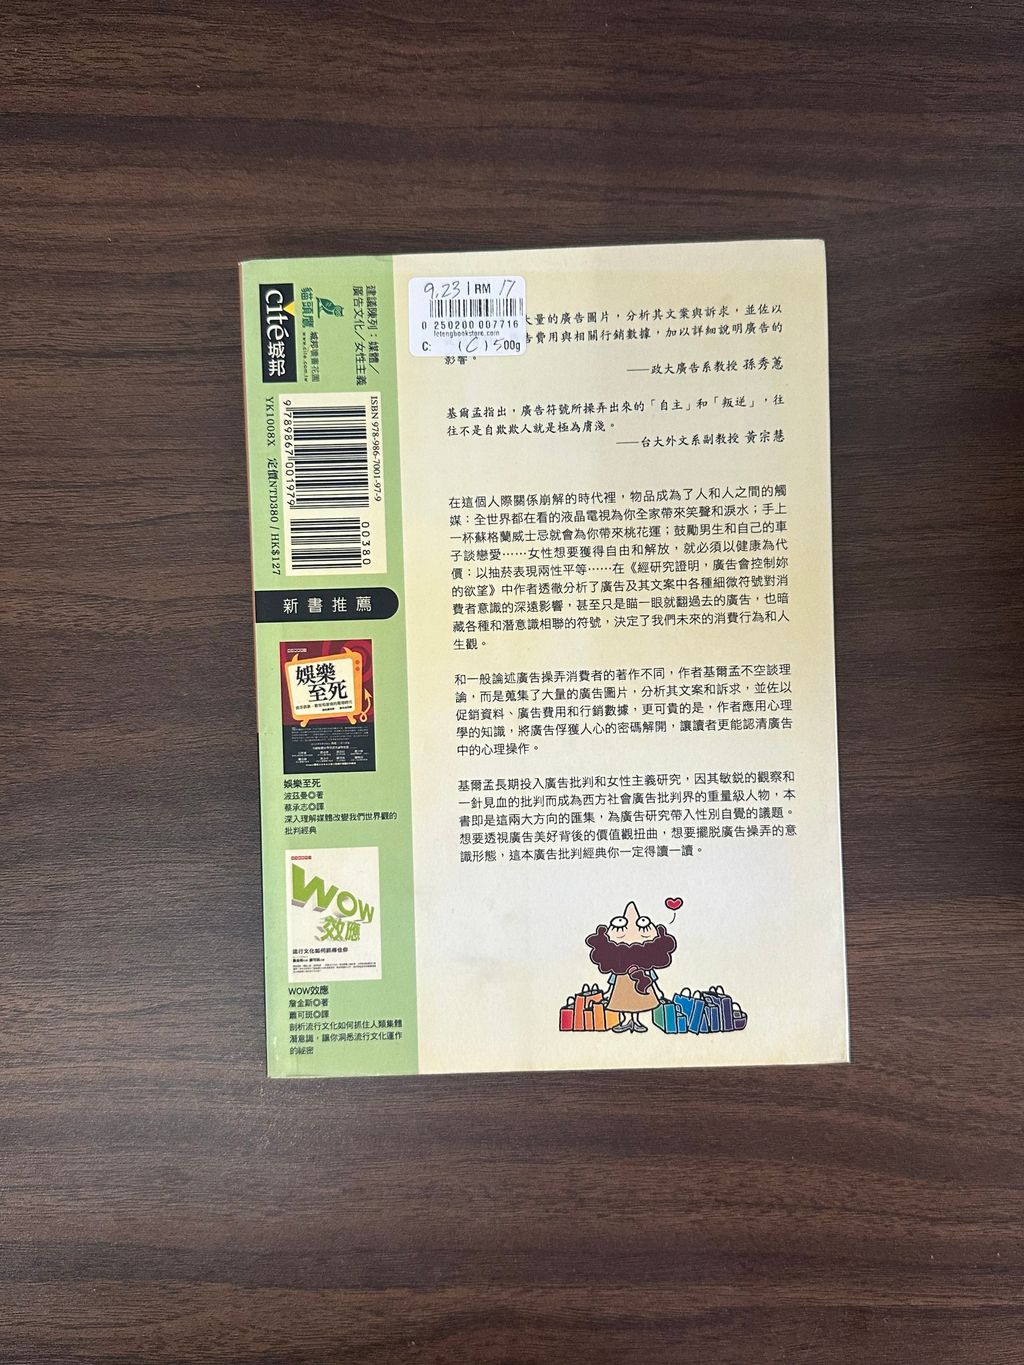 cité城邦
貓頭鷹 城邦讀書花園
www.cite.com.tw
建議陳列：媒體／
廣告文化／女性主義
ISBN 978-986-7001-97-9
9 789867 001979
00380
YK1008X 定價NTD380 / HK$127
新書推薦
娛樂
至死
娛樂至死
波茲曼◎著
蔡承志◎譯
深入理解媒體改變我們世界觀的
批判經典
WOW
效應
流行文化如何抓得住你
WOW效應
詹金斯◎著
蕭可斑◎譯
剖析流行文化如何抓住人類集體
潛意識，讓你洞悉流行文化運作
的祕密
9.23 RM 17
0 250200 007716
letengbookstore.com
C: 500g
大量的廣告圖片，分析其文案與訴求，並佐以
費用與相關行銷數據，加以詳細說明廣告的
影響。
——政大廣告系教授 孫秀蕙
基爾孟指出，廣告符號所操弄出來的「自主」和「叛逆」，往
往不是自欺欺人就是極為膚淺。
——台大外文系副教授 黃宗慧
在這個人際關係崩解的時代裡，物品成為了人和人之間的觸
媒：全世界都在看的液晶電視為你全家帶來笑聲和淚水；手上
一杯蘇格蘭威士忌就會為你帶來桃花運；鼓勵男生和自己的車
子談戀愛……女性想要獲得自由和解放，就必須以健康為代
價：以抽菸表現兩性平等……在《經研究證明，廣告會控制妳
的欲望》中作者透徹分析了廣告及其文案中各種細微符號對消
費者意識的深遠影響，甚至只是瞄一眼就翻過去的廣告，也暗
藏各種和潛意識相聯的符號，決定了我們未來的消費行為和人
生觀。
和一般論述廣告操弄消費者的著作不同，作者基爾孟不空談理
論，而是蒐集了大量的廣告圖片，分析其文案和訴求，並佐以
促銷資料、廣告費用和行銷數據，更可貴的是，作者應用心理
學的知識，將廣告俘獲人心的密碼解開，讓讀者更能認清廣告
中的心理操作。
基爾孟長期投入廣告批判和女性主義研究，因其敏銳的觀察和
一針見血的批判而成為西方社會廣告批判界的重量級人物，本
書即是這兩大方向的匯集，為廣告研究帶入性別自覺的議題。
想要透視廣告美好背後的價值觀扭曲，想要擺脫廣告操弄的意
識形態，這本廣告批判經典你一定得讀一讀。